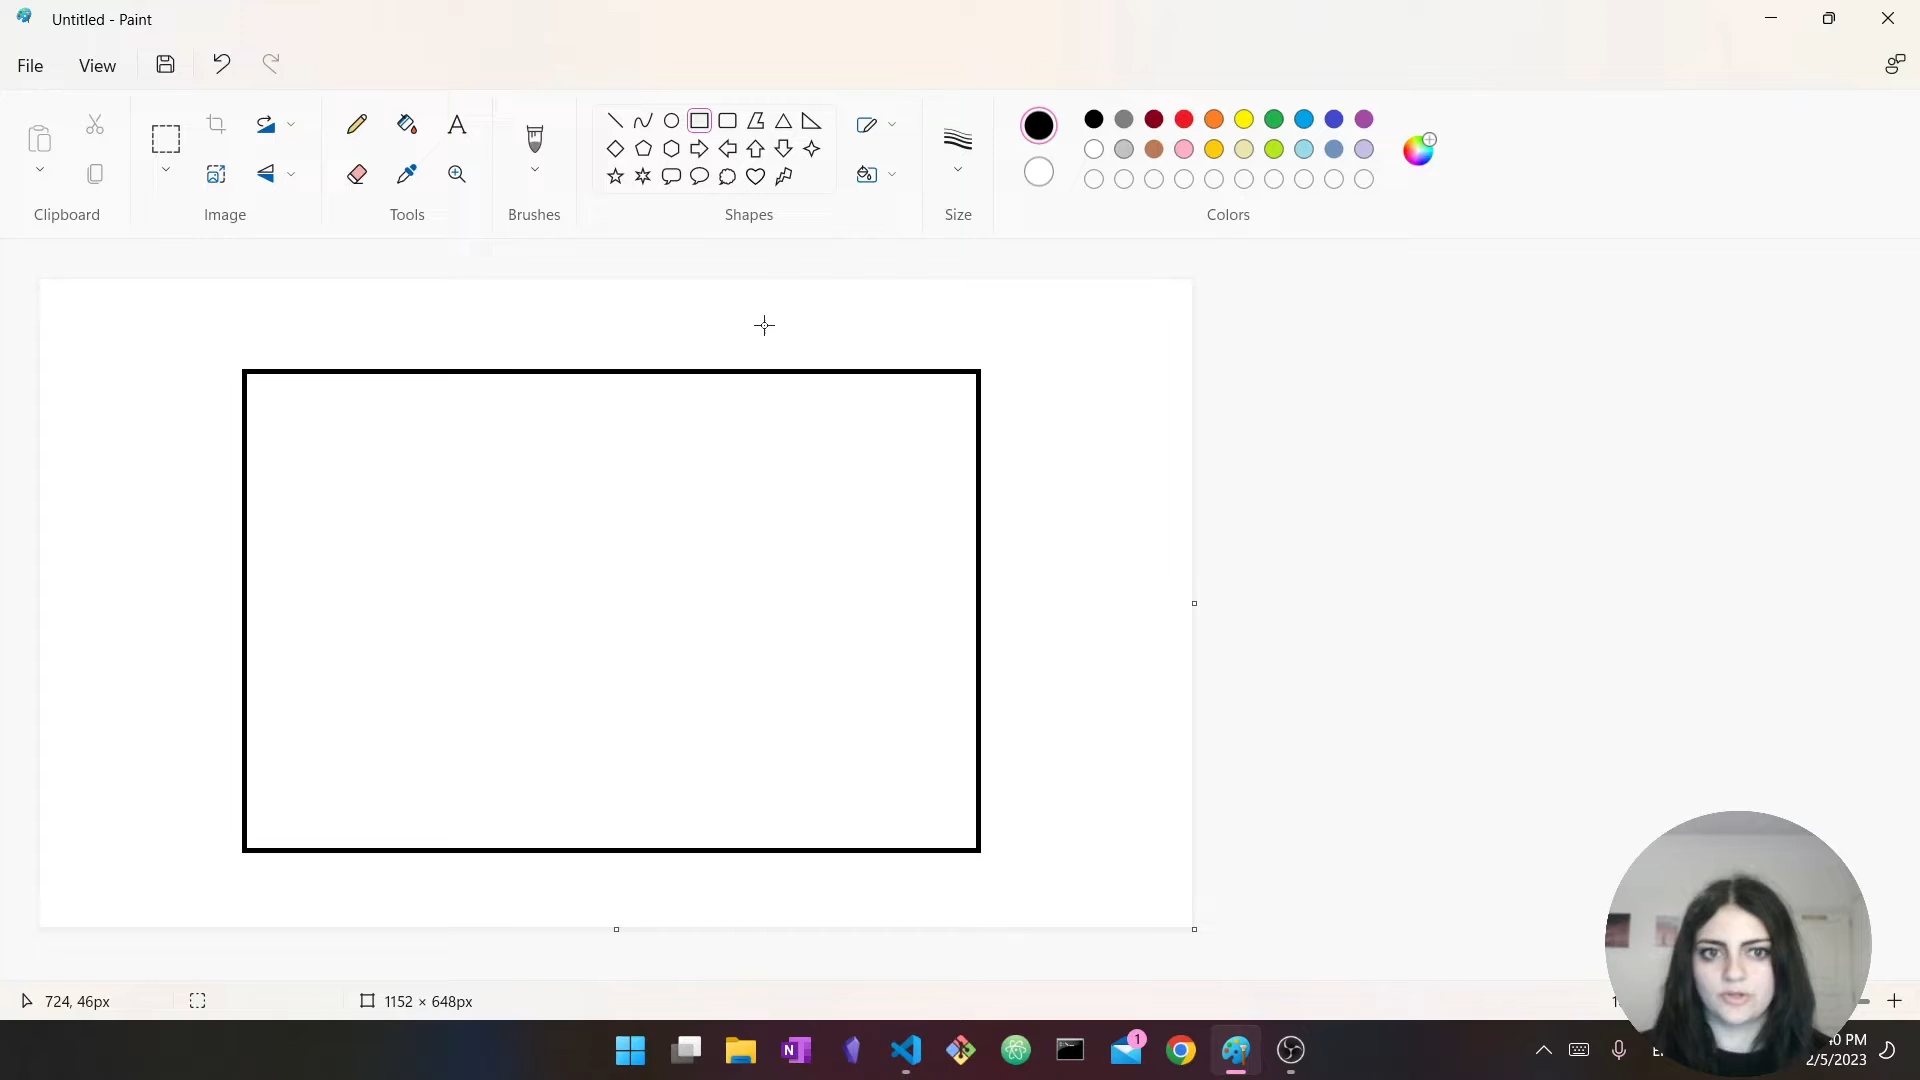 Untitled - Paint
File View
Clipboard
Image
Tools
Brushes
Shapes
Size
Colors
724, 46px
1152 × 648px
1
PM
2/5/2023